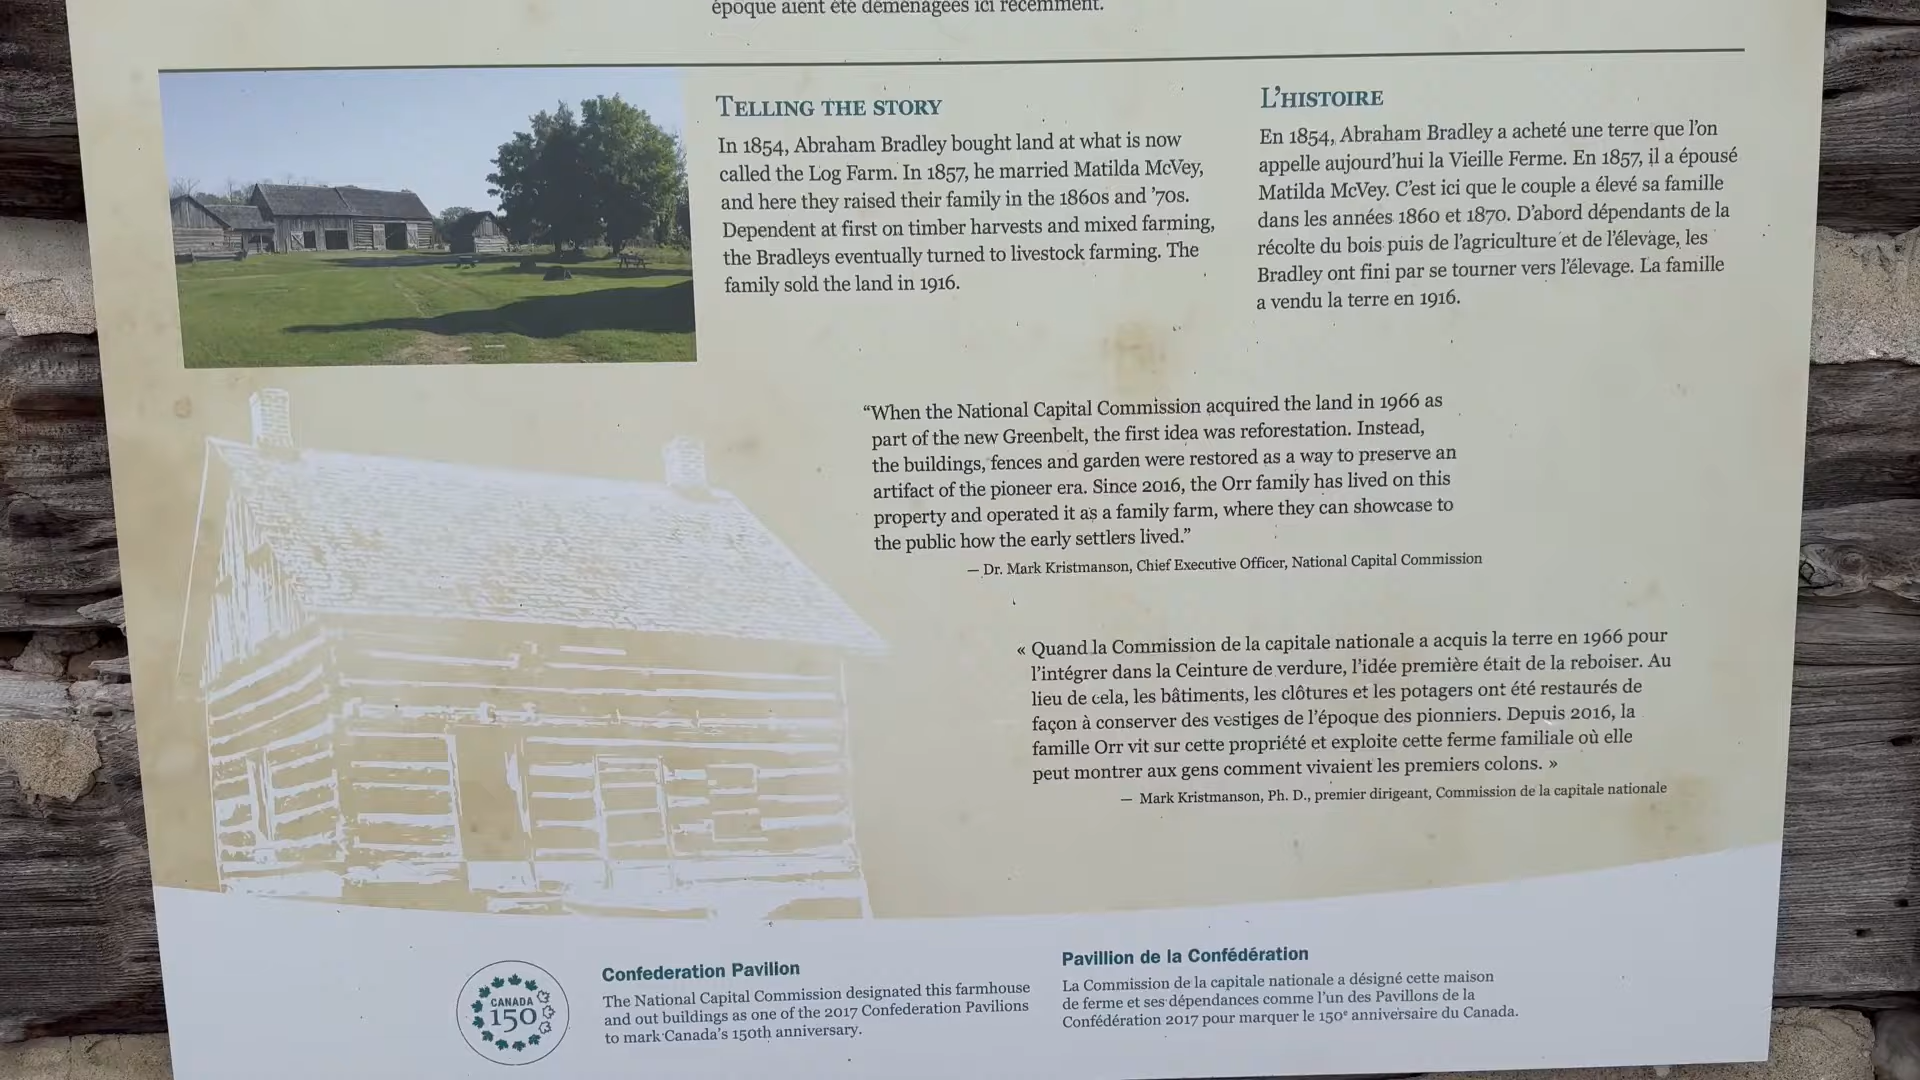 époque aient été déménagées ici récemment.
TELLING THE STORY
In 1854, Abraham Bradley bought land at what is now
called the Log Farm. In 1857, he married Matilda McVey,
and here they raised their family in the 1860s and ’70s.
Dependent at first on timber harvests and mixed farming,
the Bradleys eventually turned to livestock farming. The
family sold the land in 1916.
L’HISTOIRE
En 1854, Abraham Bradley a acheté une terre que l’on
appelle aujourd’hui la Vieille Ferme. En 1857, il a épousé
Matilda McVey. C’est ici que le couple a élevé sa famille
dans les années 1860 et 1870. D’abord dépendants de la
récolte du bois puis de l’agriculture et de l’élevage, les
Bradley ont fini par se tourner vers l’élevage. La famille
a vendu la terre en 1916.
“When the National Capital Commission acquired the land in 1966 as
part of the new Greenbelt, the first idea was reforestation. Instead,
the buildings, fences and garden were restored as a way to preserve an
artifact of the pioneer era. Since 2016, the Orr family has lived on this
property and operated it as a family farm, where they can showcase to
the public how the early settlers lived.”
— Dr. Mark Kristmanson, Chief Executive Officer, National Capital Commission
« Quand la Commission de la capitale nationale a acquis la terre en 1966 pour
l’intégrer dans la Ceinture de verdure, l’idée première était de la reboiser. Au
lieu de cela, les bâtiments, les clôtures et les potagers ont été restaurés de
façon à conserver des vestiges de l’époque des pionniers. Depuis 2016, la
famille Orr vit sur cette propriété et exploite cette ferme familiale où elle
peut montrer aux gens comment vivaient les premiers colons. »
— Mark Kristmanson, Ph. D., premier dirigeant, Commission de la capitale nationale
CANADA
150
Confederation Pavilion
The National Capital Commission designated this farmhouse
and out buildings as one of the 2017 Confederation Pavilions
to mark Canada’s 150th anniversary.
Pavillion de la Confédération
La Commission de la capitale nationale a désigné cette maison
de ferme et ses dépendances comme l’un des Pavillons de la
Confédération 2017 pour marquer le 150e anniversaire du Canada.